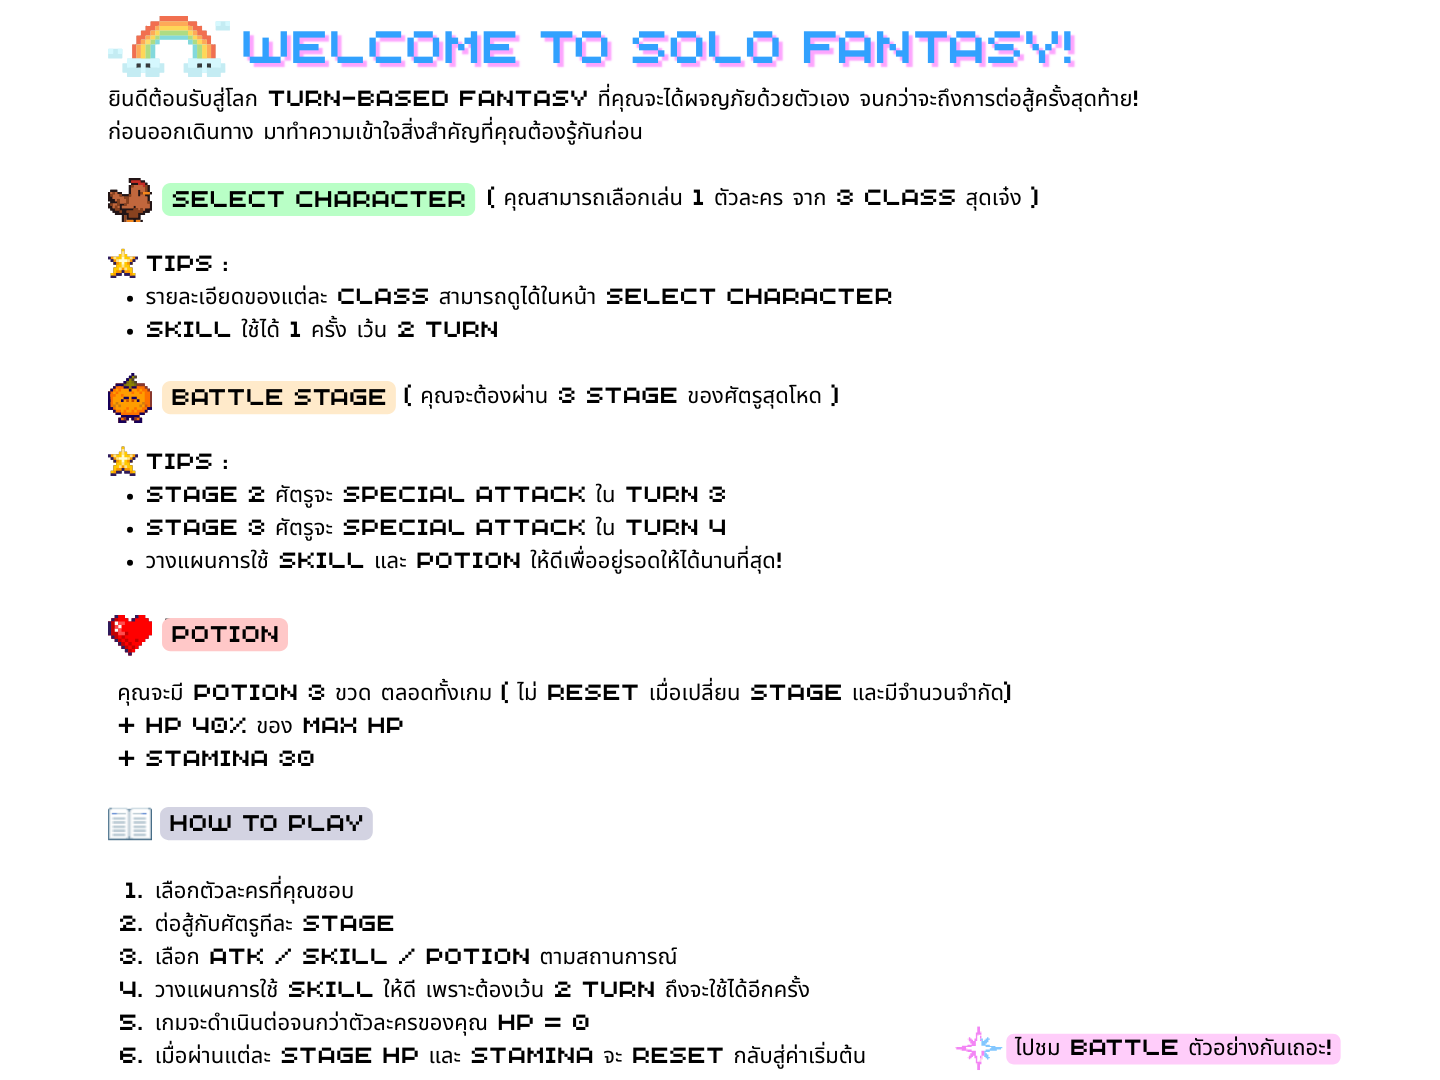 WELCOME TO SOLO FANTASY!
ยินดีต้อนรับสู่โลก TURN-BASED FANTASY ที่คุณจะได้ผจญภัยด้วยตัวเอง จนกว่าจะถึงการต่อสู้ครั้งสุดท้าย!
ก่อนออกเดินทาง มาทำความเข้าใจสิ่งสำคัญที่คุณต้องรู้กันก่อน
SELECT CHARACTER ( คุณสามารถเลือกเล่น 1 ตัวละคร จาก 3 CLASS สุดเจ๋ง )
TIPS :
• รายละเอียดของแต่ละ CLASS สามารถดูได้ในหน้า SELECT CHARACTER
• SKILL ใช้ได้ 1 ครั้ง เว้น 2 TURN
BATTLE STAGE ( คุณจะต้องผ่าน 3 STAGE ของศัตรูสุดโหด )
TIPS :
• STAGE 2 ศัตรูจะ SPECIAL ATTACK ใน TURN 3
• STAGE 3 ศัตรูจะ SPECIAL ATTACK ใน TURN 4
• วางแผนการใช้ SKILL และ POTION ให้ดีเพื่ออยู่รอดให้ได้นานที่สุด!
POTION
คุณจะมี POTION 3 ขวด ตลอดทั้งเกม ( ไม่ RESET เมื่อเปลี่ยน STAGE และมีจำนวนจำกัด)
+ HP 40% ของ MAX HP
+ STAMINA 30
HOW TO PLAY
1. เลือกตัวละครที่คุณชอบ
2. ต่อสู้กับศัตรูทีละ STAGE
3. เลือก ATK / SKILL / POTION ตามสถานการณ์
4. วางแผนการใช้ SKILL ให้ดี เพราะต้องเว้น 2 TURN ถึงจะใช้ได้อีกครั้ง
5. เกมจะดำเนินต่อจนกว่าตัวละครของคุณ HP = 0
6. เมื่อผ่านแต่ละ STAGE HP และ STAMINA จะ RESET กลับสู่ค่าเริ่มต้น
ไปชม BATTLE ตัวอย่างกันเถอะ!